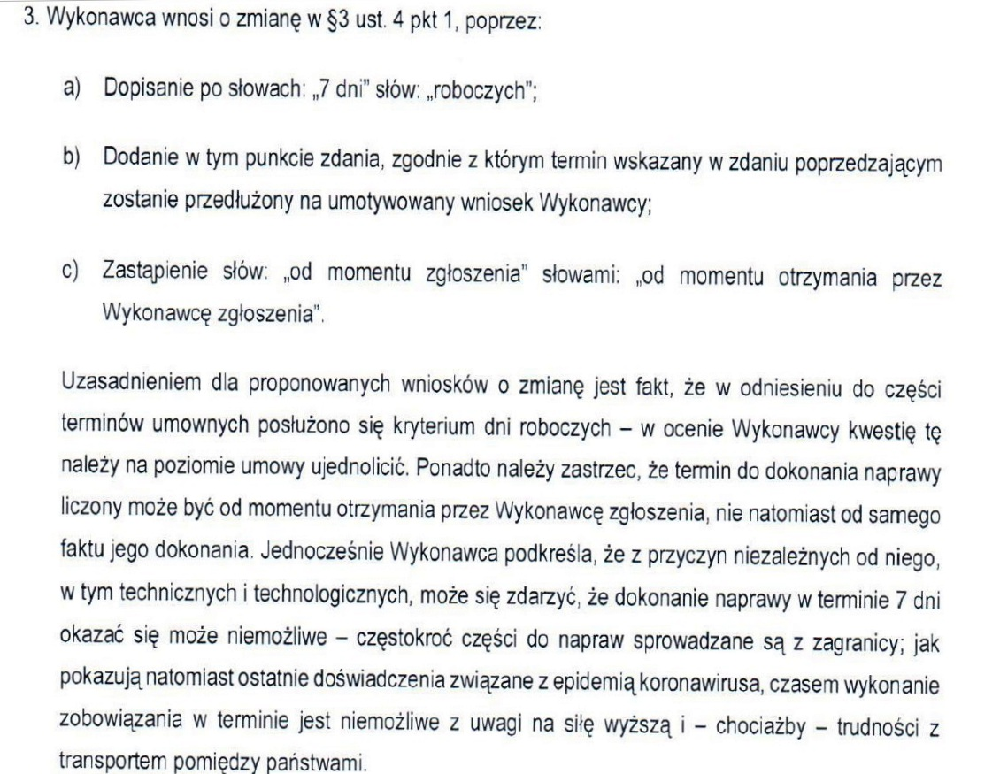 3. Wykonawca wnosi o zmianę w §3 ust. 4 pkt 1, poprzez:
a) Dopisanie po słowach: „7 dni” słów: „roboczych”;
b) Dodanie w tym punkcie zdania, zgodnie z którym termin wskazany w zdaniu poprzedzającym
zostanie przedłużony na umotywowany wniosek Wykonawcy;
c) Zastąpienie słów: „od momentu zgłoszenia” słowami: „od momentu otrzymania przez
Wykonawcę zgłoszenia”.
Uzasadnieniem dla proponowanych wniosków o zmianę jest fakt, że w odniesieniu do części
terminów umownych posłużono się kryterium dni roboczych – w ocenie Wykonawcy kwestię tę
należy na poziomie umowy ujednolicić. Ponadto należy zastrzec, że termin do dokonania naprawy
liczony może być od momentu otrzymania przez Wykonawcę zgłoszenia, nie natomiast od samego
faktu jego dokonania. Jednocześnie Wykonawca podkreśla, że z przyczyn niezależnych od niego,
w tym technicznych i technologicznych, może się zdarzyć, że dokonanie naprawy w terminie 7 dni
okazać się może niemożliwe – częstokroć części do napraw sprowadzane są z zagranicy; jak
pokazują natomiast ostatnie doświadczenia związane z epidemią koronawirusa, czasem wykonanie
zobowiązania w terminie jest niemożliwe z uwagi na siłę wyższą i – chociażby – trudności z
transportem pomiędzy państwami.